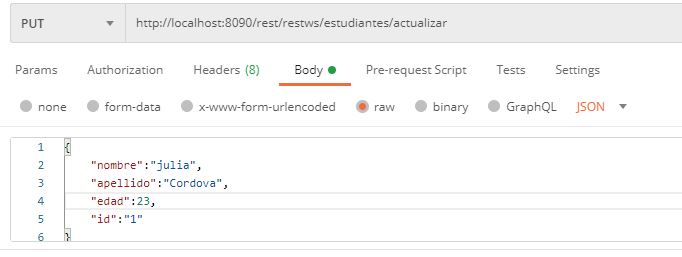 PUT http://localhost:8090/rest/restws/estudiantes/actualizar
Params Authorization Headers (8) Body Pre-request Script Tests Settings
none form-data x-www-form-urlencoded raw binary GraphQL JSON
1 {
2 "nombre":"julia",
3 "apellido":"Cordova",
4 "edad":23,
5 "id":"1"
6 }